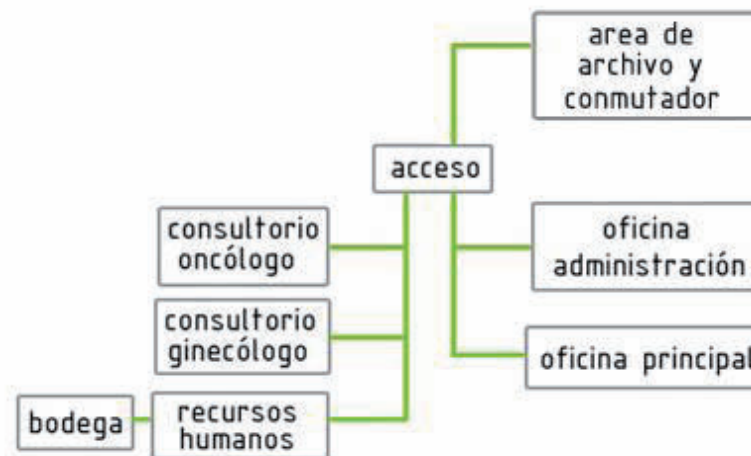 area de
archivo y
conmutador
acceso
consultorio
oncólogo
oficina
administración
consultorio
ginecólogo
oficina principal
bodega
recursos
humanos